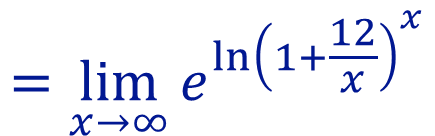 = lim x→∞ e^ln(1+12/x)^x